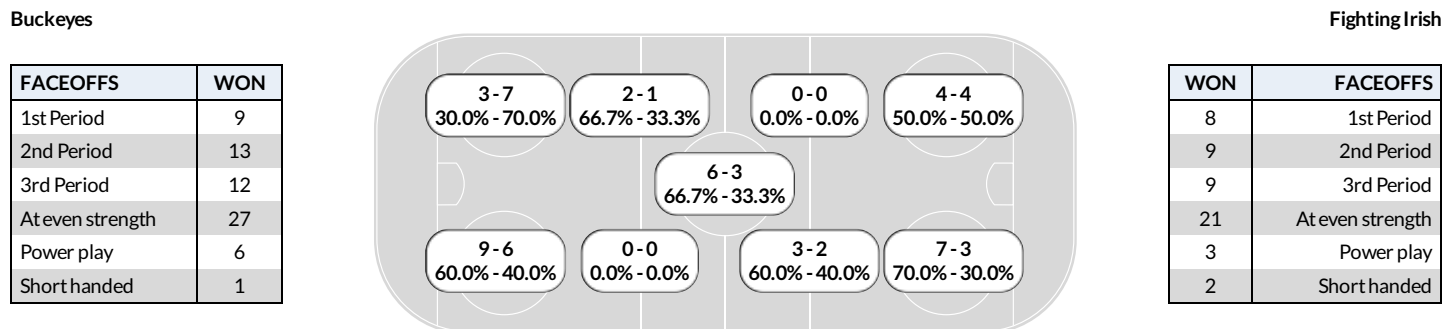 Buckeyes
Fighting Irish
FACEOFFS WON
1st Period 9
2nd Period 13
3rd Period 12
At even strength 27
Power play 6
Short handed 1
3 - 7
30.0% - 70.0%
2 - 1
66.7% - 33.3%
0 - 0
0.0% - 0.0%
4 - 4
50.0% - 50.0%
6 - 3
66.7% - 33.3%
9 - 6
60.0% - 40.0%
0 - 0
0.0% - 0.0%
3 - 2
60.0% - 40.0%
7 - 3
70.0% - 30.0%
WON FACEOFFS
8 1st Period
9 2nd Period
9 3rd Period
21 At even strength
3 Power play
2 Short handed